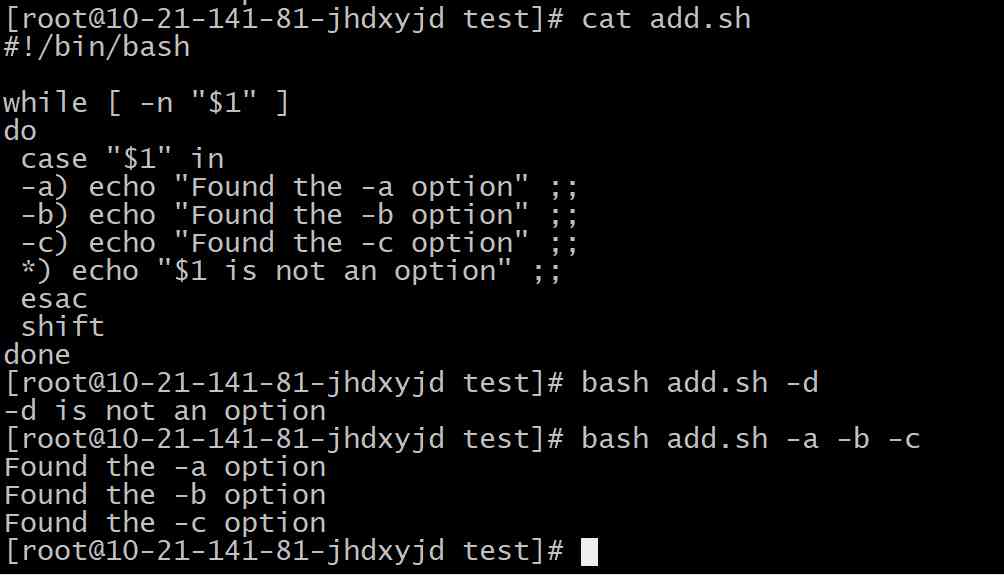 [root@10-21-141-81-jhdxyjd test]# cat add.sh
#!/bin/bash
while [ -n "$1" ]
do
case "$1" in
-a) echo "Found the -a option" ;;
-b) echo "Found the -b option" ;;
-c) echo "Found the -c option" ;;
*) echo "$1 is not an option" ;;
esac
shift
done
[root@10-21-141-81-jhdxyjd test]# bash add.sh -d
-d is not an option
[root@10-21-141-81-jhdxyjd test]# bash add.sh -a -b -c
Found the -a option
Found the -b option
Found the -c option
[root@10-21-141-81-jhdxyjd test]#